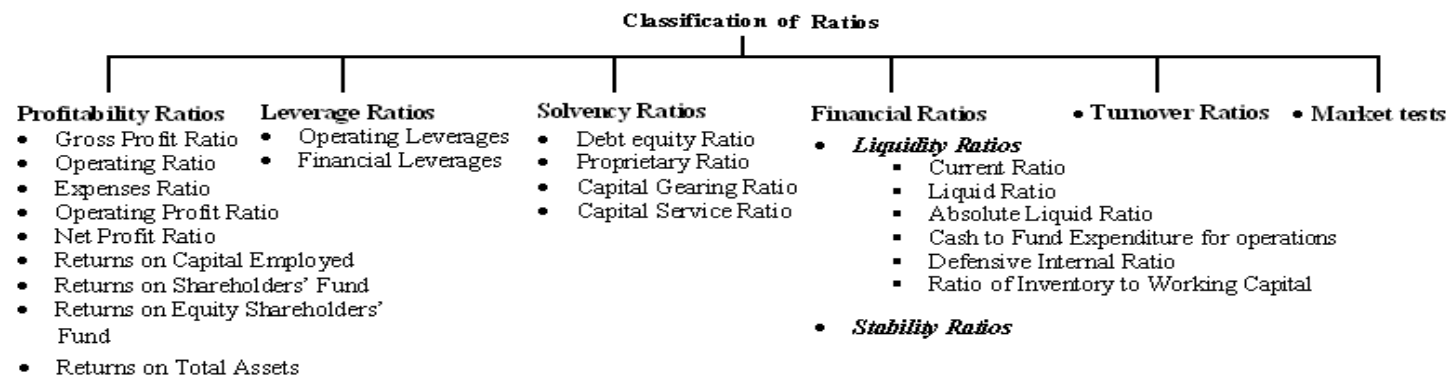 Classification of Ratios
Profitability Ratios
• Gross Profit Ratio
• Operating Ratio
• Expenses Ratio
• Operating Profit Ratio
• Net Profit Ratio
• Returns on Capital Employed
• Returns on Shareholders' Fund
• Returns on Equity Shareholders'
Fund
• Returns on Total Assets
Leverage Ratios
• Operating Leverages
• Financial Leverages
Solvency Ratios
• Debt equity Ratio
• Proprietary Ratio
• Capital Gearing Ratio
• Capital Service Ratio
Financial Ratios
• Liquidity Ratios
▪ Current Ratio
▪ Liquid Ratio
▪ Absolute Liquid Ratio
▪ Cash to Fund Expenditure for operations
▪ Defensive Internal Ratio
▪ Ratio of Inventory to Working Capital
• Stability Ratios
• Turnover Ratios
• Market tests